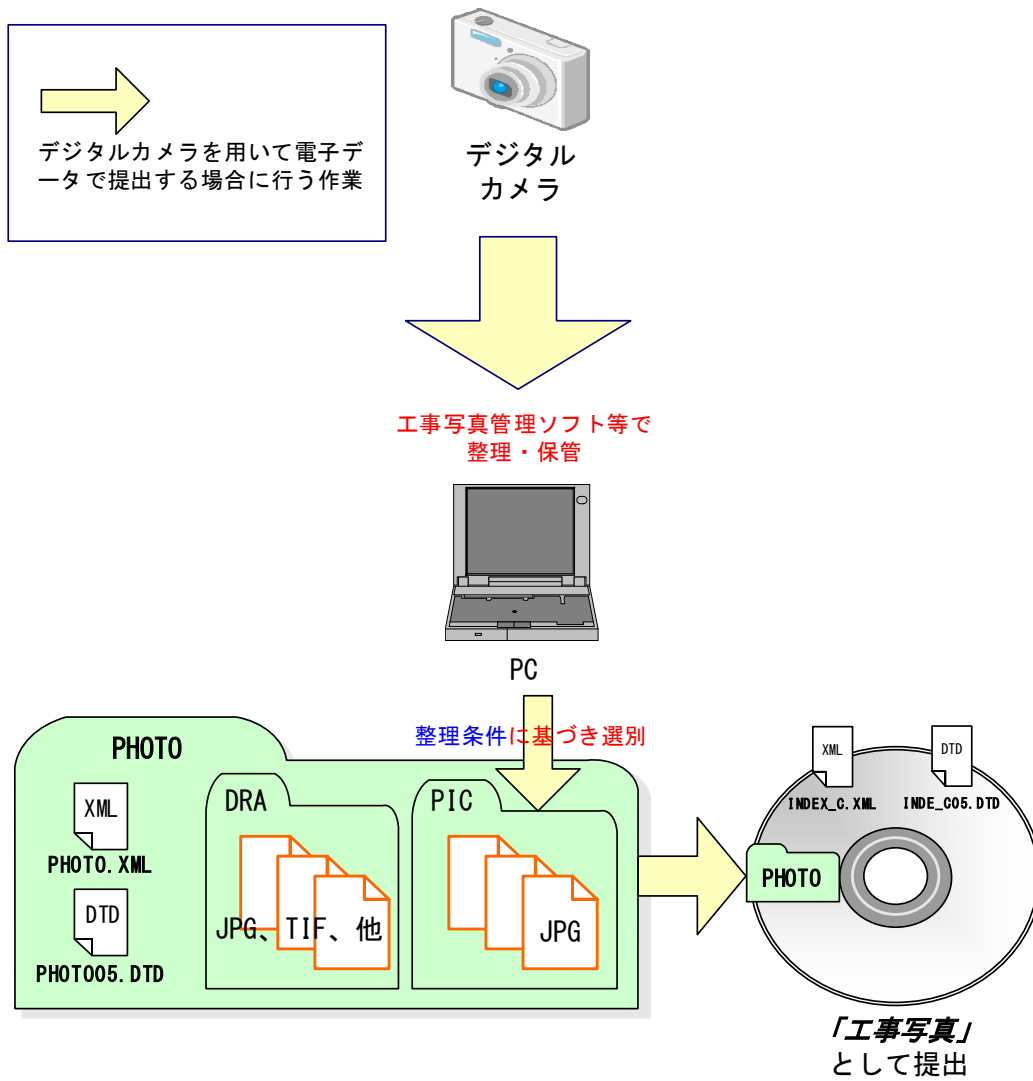 デジタルカメラを用いて電子デ
ータで提出する場合に行う作業
デジタル
カメラ
工事写真管理ソフト等で
整理・保管
PC
整理条件に基づき選別
PHOTO
XML
PHOTO.XML
DTD
PHOTO05.DTD
DRA
JPG、TIF、他
PIC
JPG
XML
INDEX_C.XML
DTD
INDE_C05.DTD
PHOTO
「工事写真」
として提出